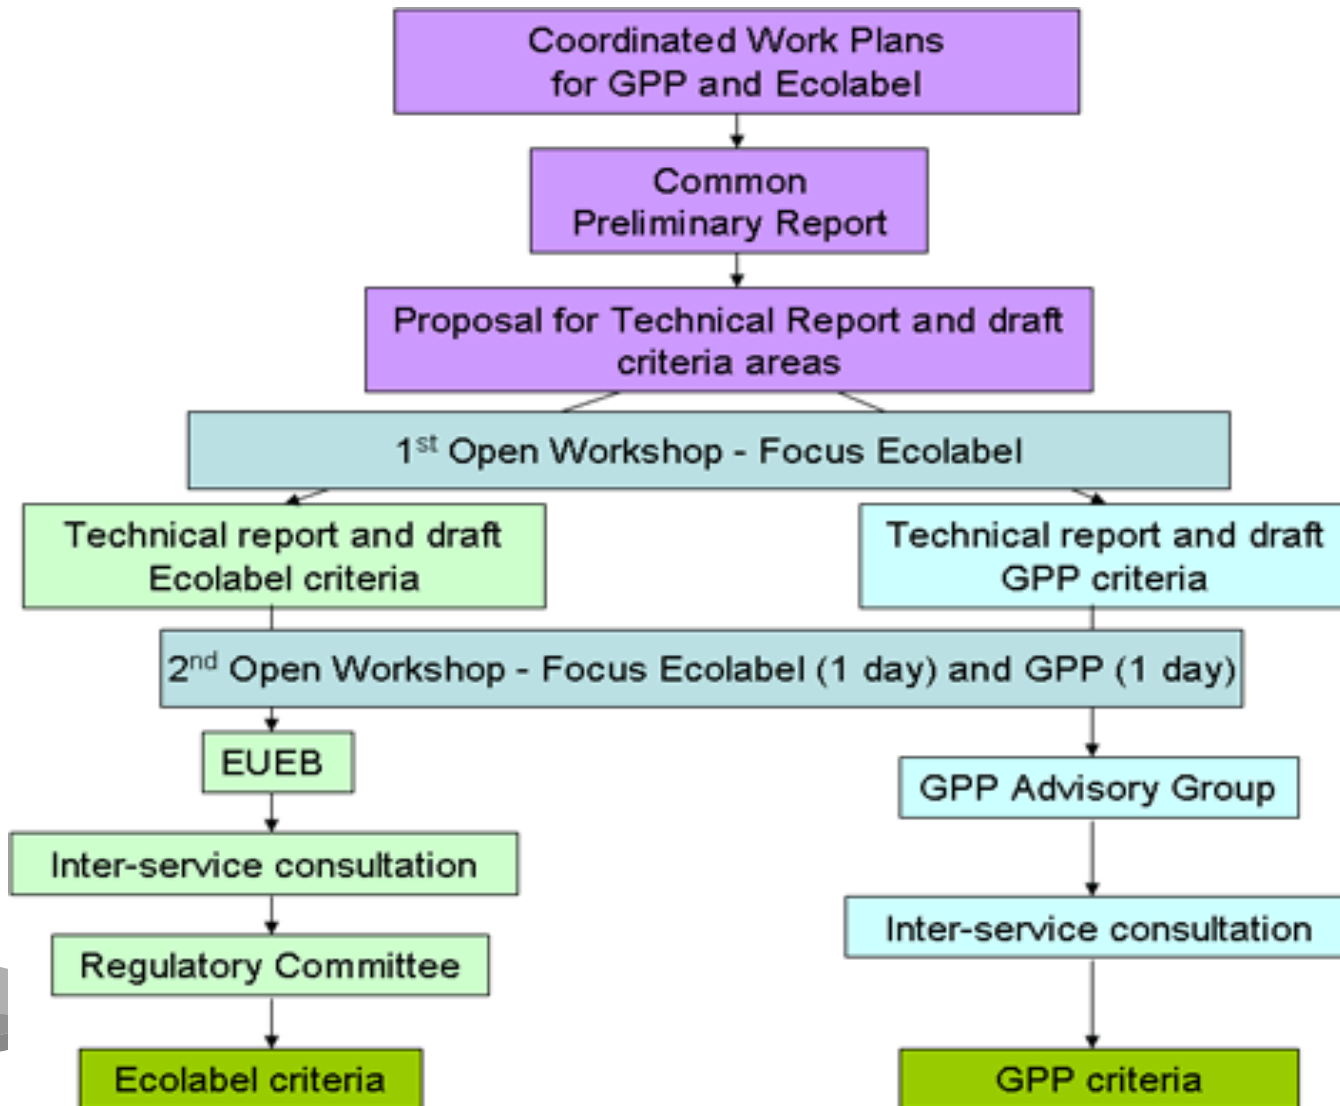 Coordinated Work Plans
for GPP and Ecolabel
Common
Preliminary Report
Proposal for Technical Report and draft
criteria areas
1st Open Workshop - Focus Ecolabel
Technical report and draft
Ecolabel criteria
Technical report and draft
GPP criteria
2nd Open Workshop - Focus Ecolabel (1 day) and GPP (1 day)
EUEB
GPP Advisory Group
Inter-service consultation
Inter-service consultation
Regulatory Committee
Ecolabel criteria
GPP criteria